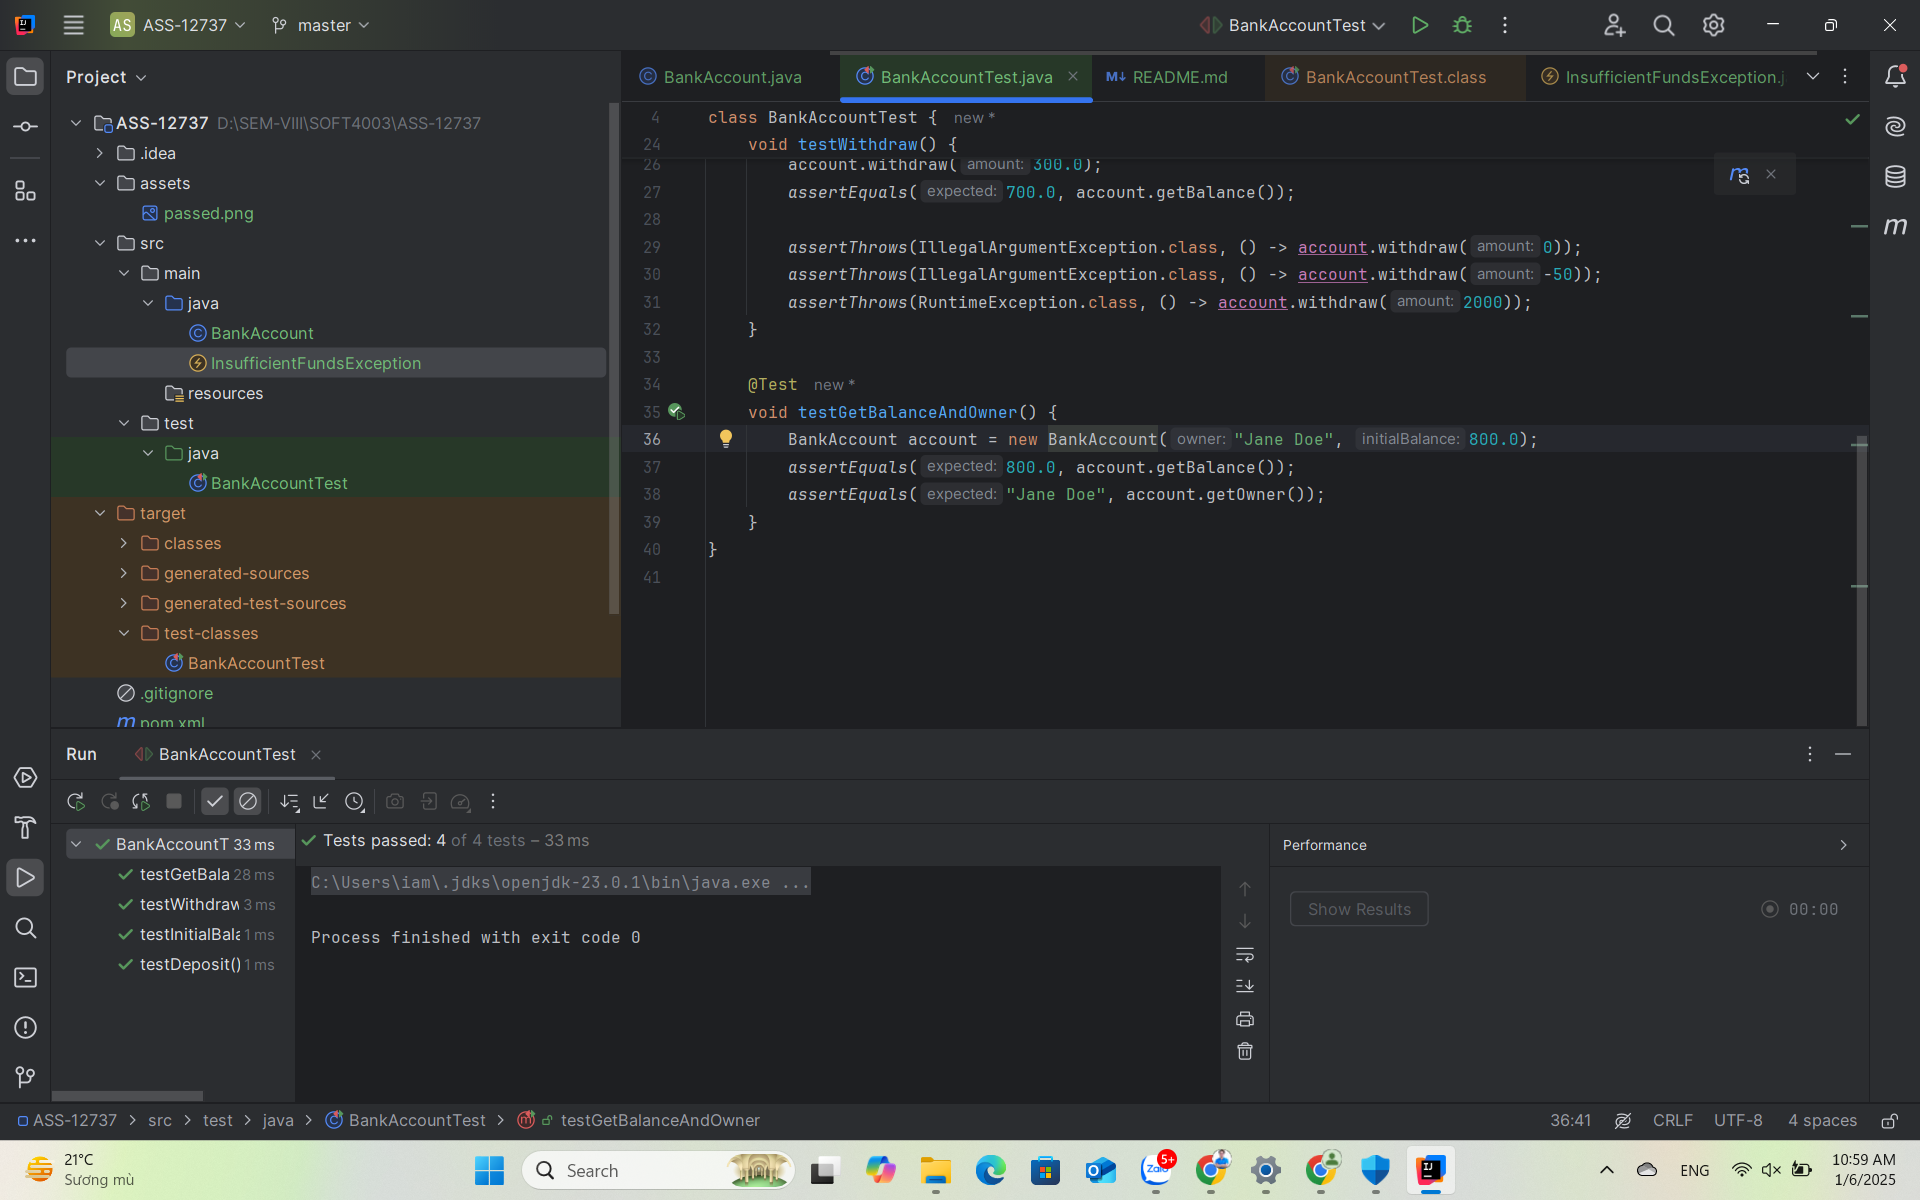 AS ASS-12737 master BankAccountTest
Project
ASS-12737 D:\SEM-VIII\SOFT4003\ASS-12737
.idea
assets
passed.png
src
main
java
BankAccount
InsufficientFundsException
resources
test
java
BankAccountTest
target
classes
generated-sources
generated-test-sources
test-classes
BankAccountTest
.gitignore
pom.xml
BankAccount.java BankAccountTest.java README.md BankAccountTest.class InsufficientFundsException.j
4 class BankAccountTest { new *
24 void testWithdraw() {
26 account.withdraw( amount: 300.0);
27 assertEquals( expected: 700.0, account.getBalance());
28
29 assertThrows(IllegalArgumentException.class, () -> account.withdraw( amount: 0));
30 assertThrows(IllegalArgumentException.class, () -> account.withdraw( amount: -50));
31 assertThrows(RuntimeException.class, () -> account.withdraw( amount: 2000));
32 }
33
34 @Test new *
35 void testGetBalanceAndOwner() {
36 BankAccount account = new BankAccount( owner: "Jane Doe", initialBalance: 800.0);
37 assertEquals( expected: 800.0, account.getBalance());
38 assertEquals( expected: "Jane Doe", account.getOwner());
39 }
40 }
41
Run BankAccountTest
BankAccountT 33 ms
testGetBala 28 ms
testWithdraw 3 ms
testInitialBala 1 ms
testDeposit() 1 ms
Tests passed: 4 of 4 tests – 33 ms
C:\Users\iam\.jdks\openjdk-23.0.1\bin\java.exe ...
Process finished with exit code 0
Performance
Show Results 00:00
ASS-12737 > src > test > java > BankAccountTest > testGetBalanceAndOwner 36:41 CRLF UTF-8 4 spaces
21°C
Sương mù
Search
Zalo 5+
ENG
10:59 AM
1/6/2025